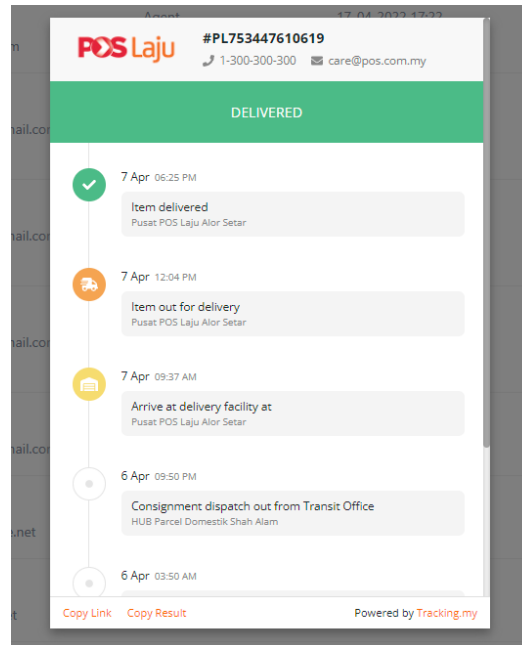 Agent 17-04-2022 17:22
POS Laju
#PL753447610619
1-300-300-300 care@pos.com.my
DELIVERED
7 Apr 06:25 PM
Item delivered
Pusat POS Laju Alor Setar
7 Apr 12:04 PM
Item out for delivery
Pusat POS Laju Alor Setar
7 Apr 09:37 AM
Arrive at delivery facility at
Pusat POS Laju Alor Setar
6 Apr 09:50 PM
Consignment dispatch out from Transit Office
HUB Parcel Domestik Shah Alam
6 Apr 03:50 AM
Copy Link Copy Result Powered by Tracking.my